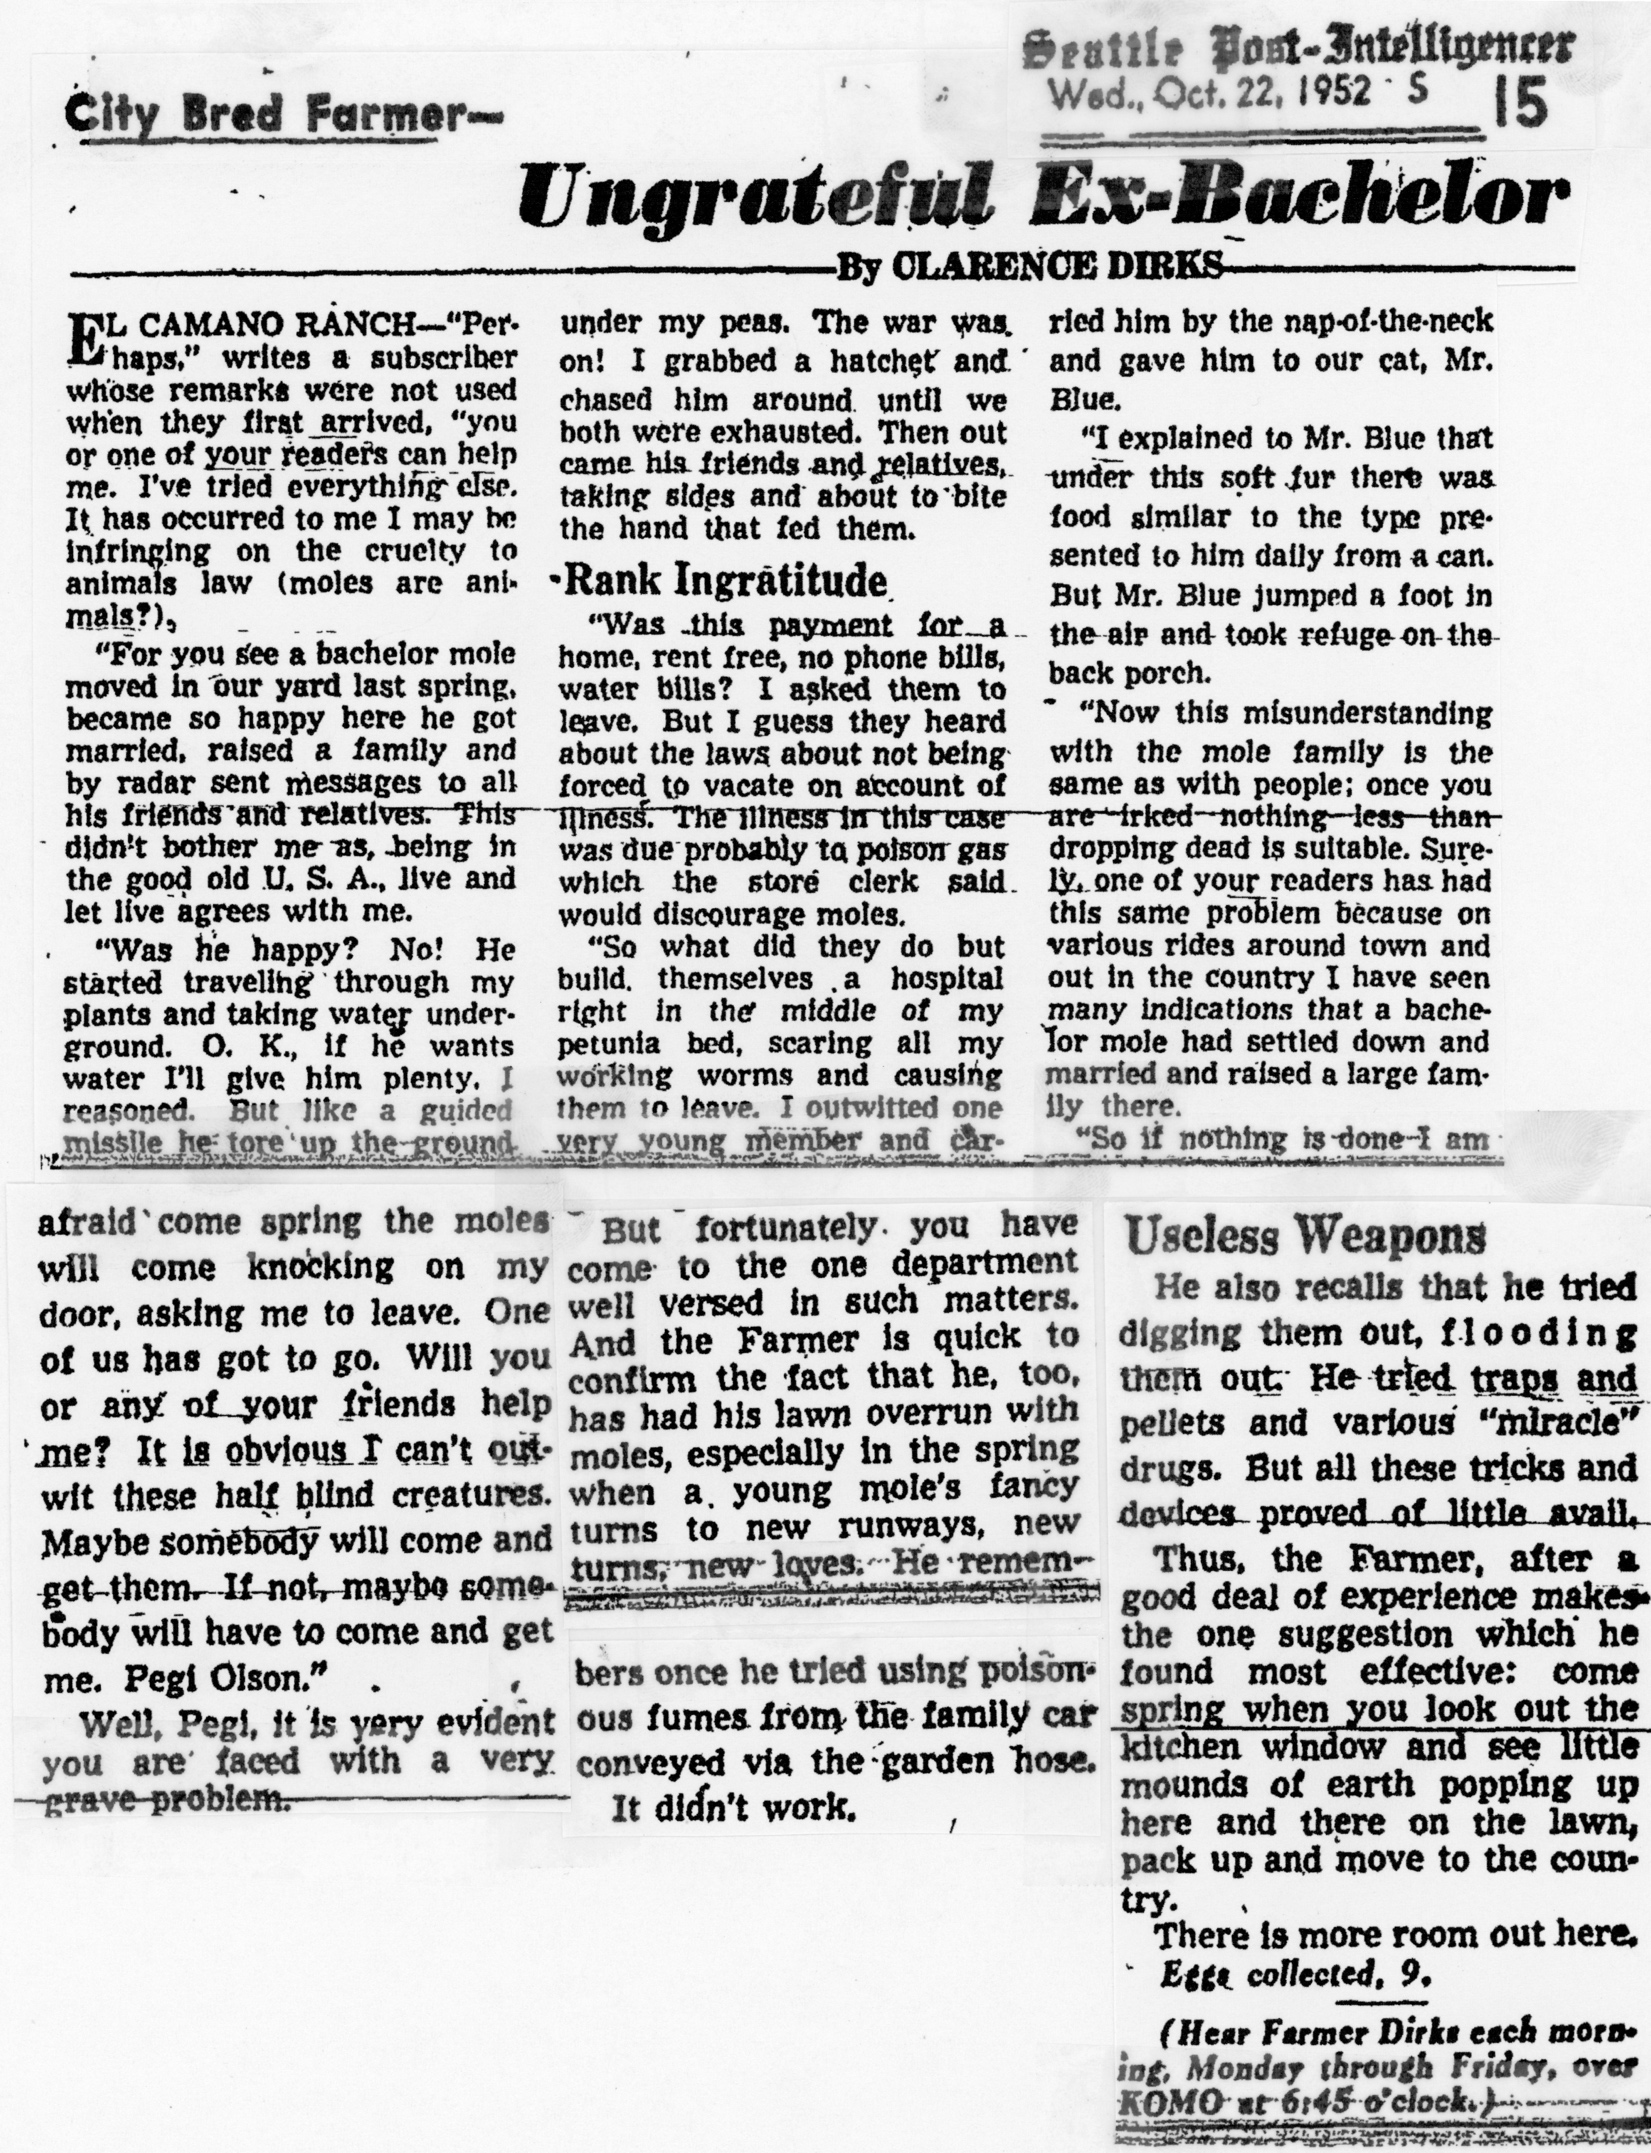 Seattle Post-Intelligencer
Wed., Oct. 22, 1952 S 15
City Bred Farmer—
Ungrateful Ex-Bachelor
By CLARENCE DIRKS
EL CAMANO RANCH—"Per-
haps," writes a subscriber
whose remarks were not used
when they first arrived, "you
or one of your readers can help
me. I've tried everything else.
It has occurred to me I may be
infringing on the cruelty to
animals law (moles are ani-
mals?),
"For you see a bachelor mole
moved in our yard last spring,
became so happy here he got
married, raised a family and
by radar sent messages to all
his friends and relatives. This
didn't bother me as, being in
the good old U. S. A., live and
let live agrees with me.
"Was he happy? No! He
started traveling through my
plants and taking water under-
ground. O. K., if he wants
water I'll give him plenty, I
reasoned. But like a guided
missile he tore up the ground
under my peas. The war was
on! I grabbed a hatchet and
chased him around until we
both were exhausted. Then out
came his friends and relatives,
taking sides and about to bite
the hand that fed them.
Rank Ingratitude
"Was this payment for a
home, rent free, no phone bills,
water bills? I asked them to
leave. But I guess they heard
about the laws about not being
forced to vacate on account of
illness. The illness in this case
was due probably to poison gas
which the store clerk said
would discourage moles.
"So what did they do but
build themselves a hospital
right in the middle of my
petunia bed, scaring all my
working worms and causing
them to leave. I outwitted one
very young member and car-
ried him by the nap-of-the-neck
and gave him to our cat, Mr.
Blue.
"I explained to Mr. Blue that
under this soft fur there was
food similar to the type pre-
sented to him daily from a can.
But Mr. Blue jumped a foot in
the air and took refuge on the
back porch.
"Now this misunderstanding
with the mole family is the
same as with people; once you
are irked nothing less than
dropping dead is suitable. Sure-
ly, one of your readers has had
this same problem because on
various rides around town and
out in the country I have seen
many indications that a bache-
lor mole had settled down and
married and raised a large fam-
ily there.
"So if nothing is done I am
afraid come spring the moles
will come knocking on my
door, asking me to leave. One
of us has got to go. Will you
or any of your friends help
me? It is obvious I can't out-
wit these half blind creatures.
Maybe somebody will come and
get them. If not, maybe some-
body will have to come and get
me. Pegi Olson."
Well, Pegi, it is very evident
you are faced with a very
grave problem.
But fortunately you have
come to the one department
well versed in such matters.
And the Farmer is quick to
confirm the fact that he, too,
has had his lawn overrun with
moles, especially in the spring
when a young mole's fancy
turns to new runways, new
turns, new loves. He remem-
bers once he tried using poison-
ous fumes from the family car
conveyed via the garden hose.
It didn't work.
Useless Weapons
He also recalls that he tried
digging them out, flooding
them out. He tried traps and
pellets and various "miracle"
drugs. But all these tricks and
devices proved of little avail.
Thus, the Farmer, after a
good deal of experience makes
the one suggestion which he
found most effective: come
spring when you look out the
kitchen window and see little
mounds of earth popping up
here and there on the lawn,
pack up and move to the coun-
try.
There is more room out here.
Eggs collected, 9.
(Hear Farmer Dirks each morn-
ing, Monday through Friday, over
KOMO at 6:45 o'clock.)